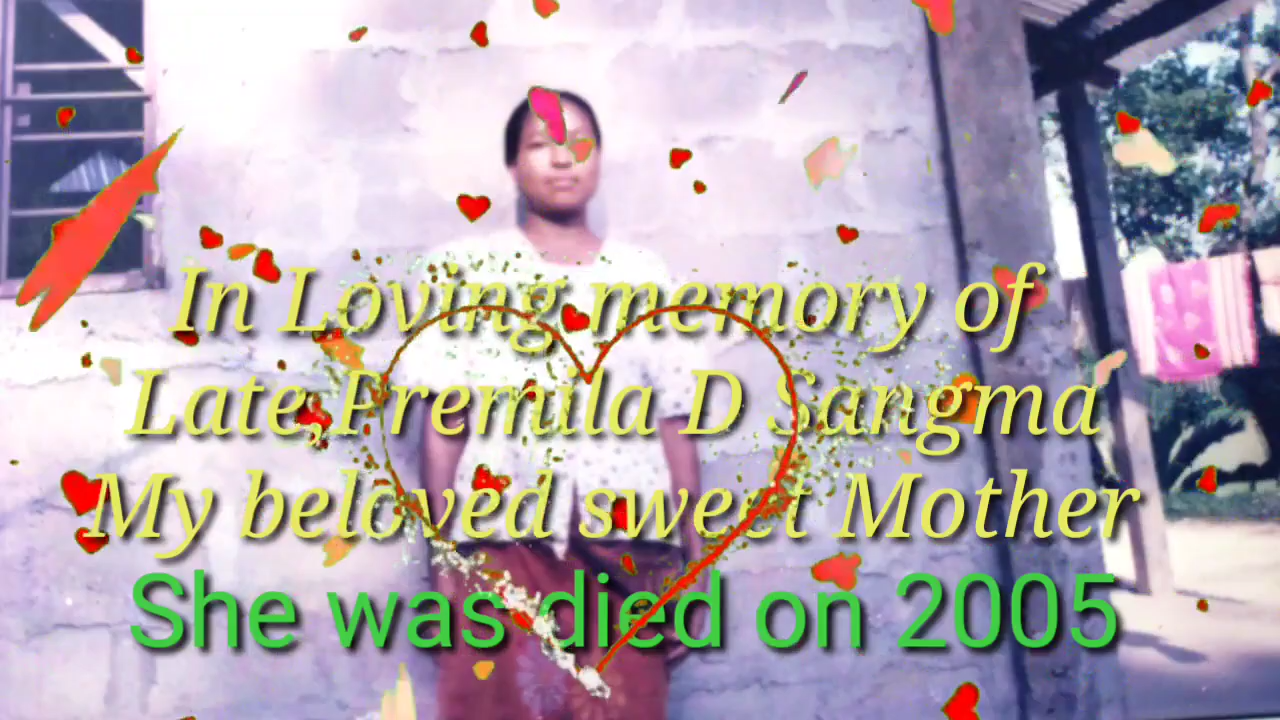 In Loving memory of
Late,Premila D Sangma
My beloved sweet Mother
She was died on 2005